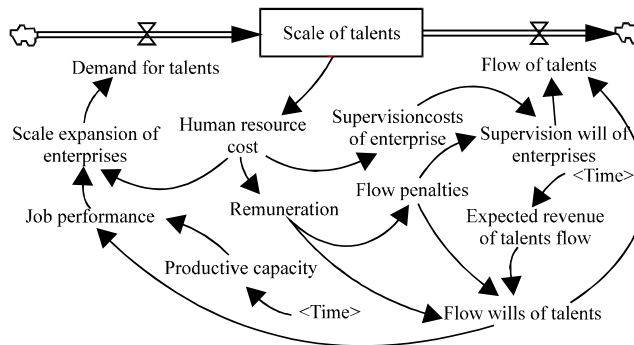 Scale of talents
Demand for talents
Flow of talents
Scale expansion of
enterprises
Human resource
cost
Supervisioncosts
of enterprise
Supervision will of
enterprises
<Time>
Flow penalties
Job performance
Remuneration
Expected revenue
of talents flow
Productive capacity
<Time>
Flow wills of talents